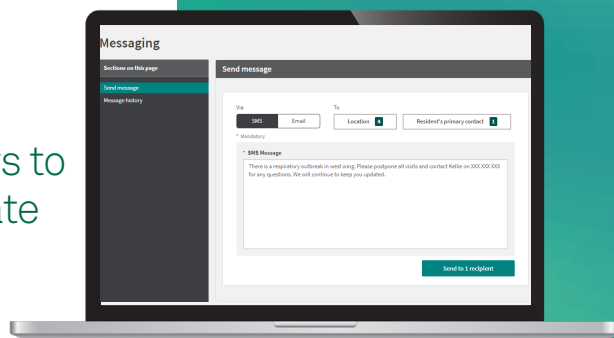 Messaging
Sections on this page
Send message
Message history
Send message
Via
SMS
Email
To
Location 4
Resident's primary contact 1
* Mandatory
* SMS Message
There is a respiratory outbreak in west wing. Please postpone all visits and contact Kellie on XXX XXX XXX
for any questions. We will continue to keep you updated.
Send to 1 recipient
to